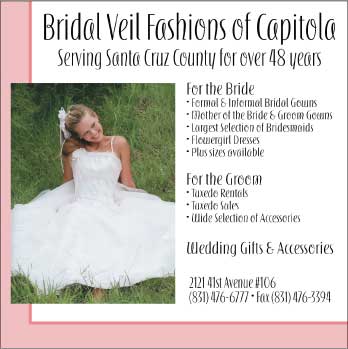 Bridal Veil Fashions of Capitola
Serving Santa Cruz County for over 48 years
For the Bride
• Formal & Informal Bridal Gowns
• Mother of the Bride & Groom Gowns
• Largest Selection of Bridesmaids
• Flowergirl Dresses
• Plus sizes available
For the Groom
• Tuxedo Rentals
• Tuxedo Sales
• Wide Selection of Accessories
Wedding Gifts & Accessories
2121 41st Avenue #106
(831) 476-6777 • Fax (831) 476-3394